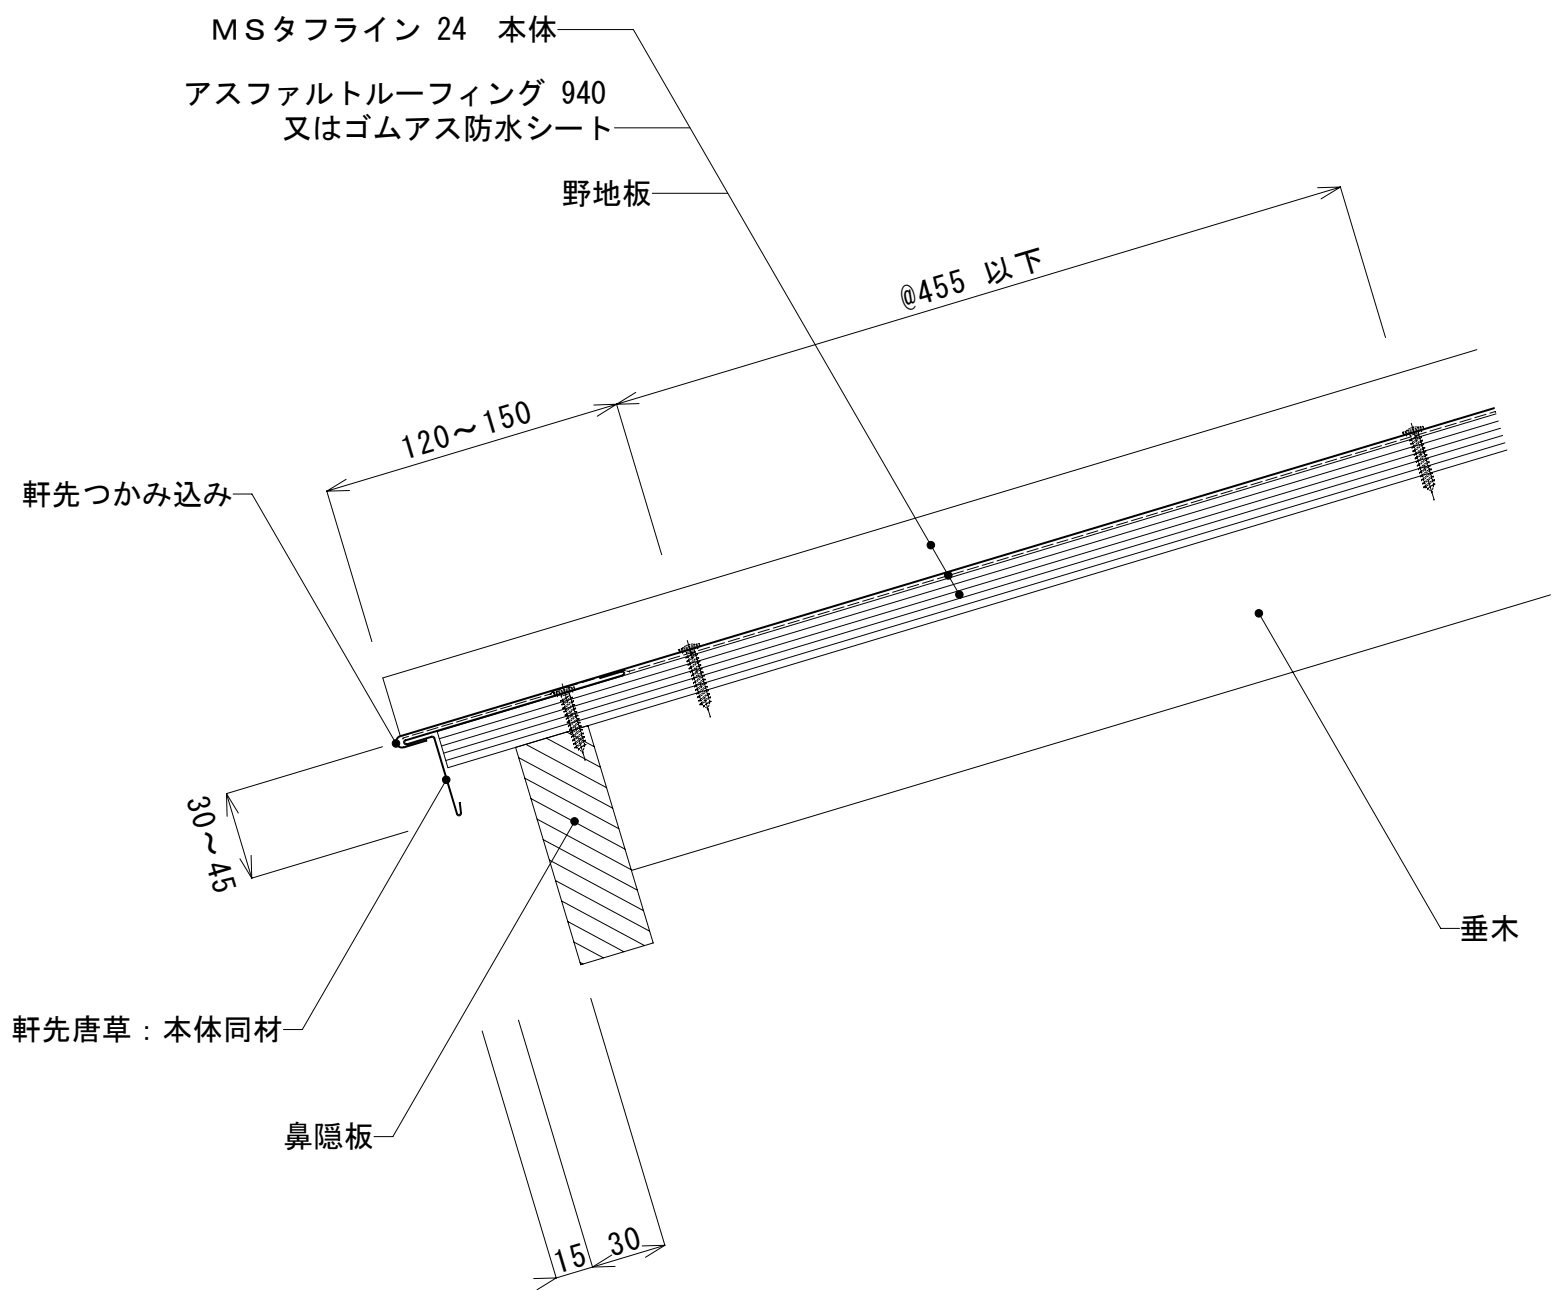 ＭＳタフライン 24　本体
アスファルトルーフィング 940
又はゴムアス防水シート
野地板
@455 以下
120～150
軒先つかみ込み
30～45
垂木
軒先唐草：本体同材
鼻隠板
15
30